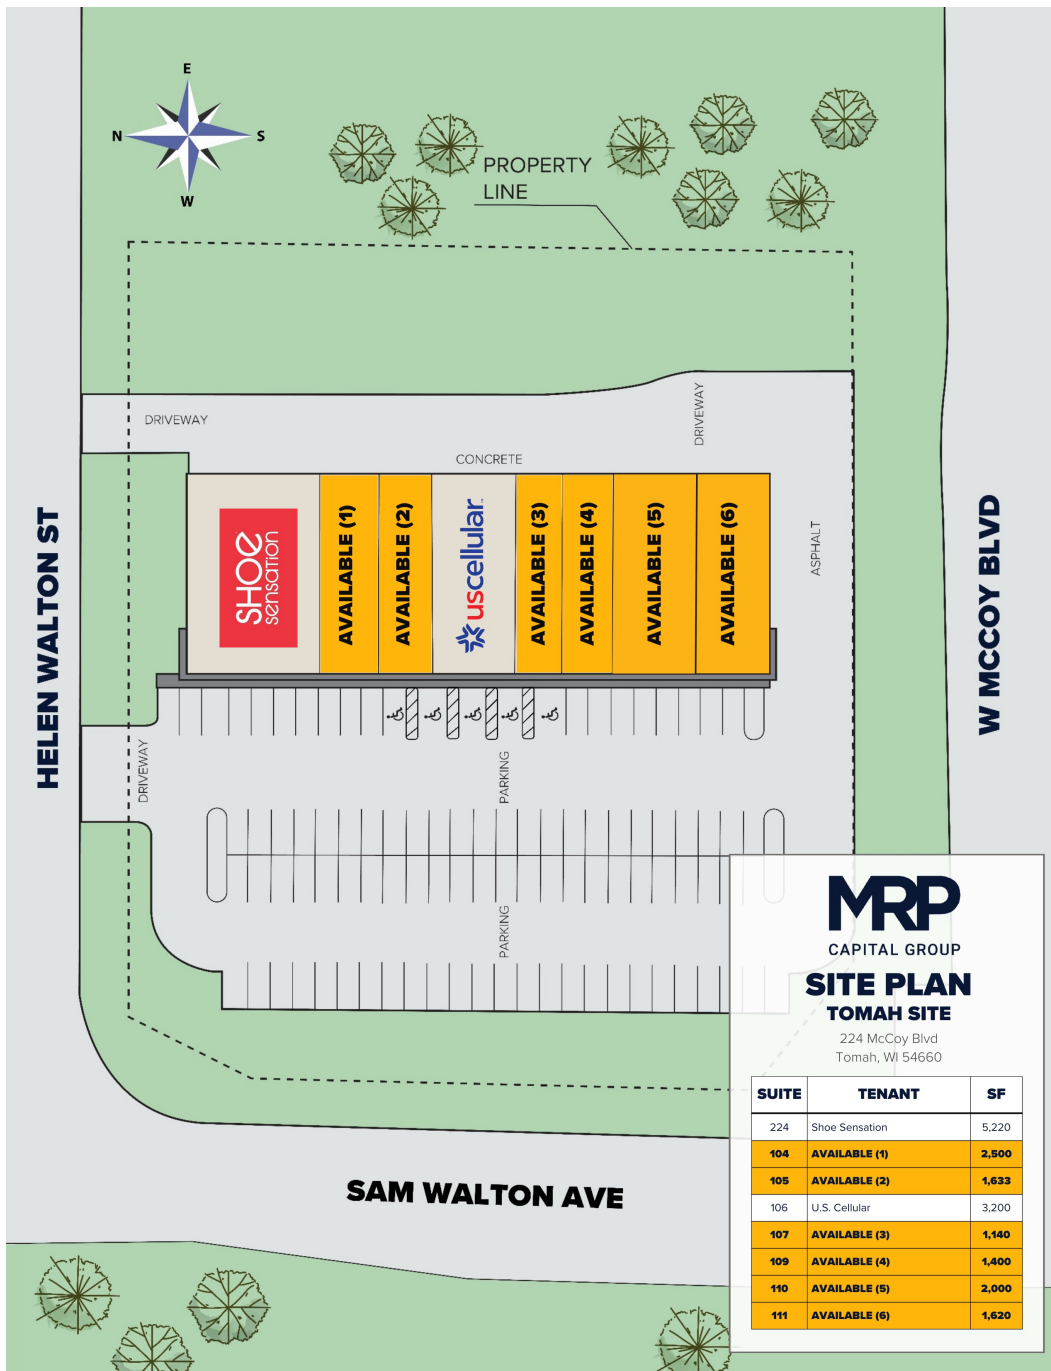 E
N
S
W
PROPERTY
LINE
DRIVEWAY
DRIVEWAY
CONCRETE
SHOE
sensation
AVAILABLE (1)
AVAILABLE (2)
uscellular
AVAILABLE (3)
AVAILABLE (4)
AVAILABLE (5)
AVAILABLE (6)
ASPHALT
HELEN WALTON ST
W MCCOY BLVD
DRIVEWAY
PARKING
PARKING
SAM WALTON AVE
MRP
CAPITAL GROUP
SITE PLAN
TOMAH SITE
224 McCoy Blvd
Tomah, WI 54660
SUITE TENANT SF
224 Shoe Sensation 5,220
104 AVAILABLE (1) 2,500
105 AVAILABLE (2) 1,633
106 U.S. Cellular 3,200
107 AVAILABLE (3) 1,140
109 AVAILABLE (4) 1,400
110 AVAILABLE (5) 2,000
111 AVAILABLE (6) 1,620